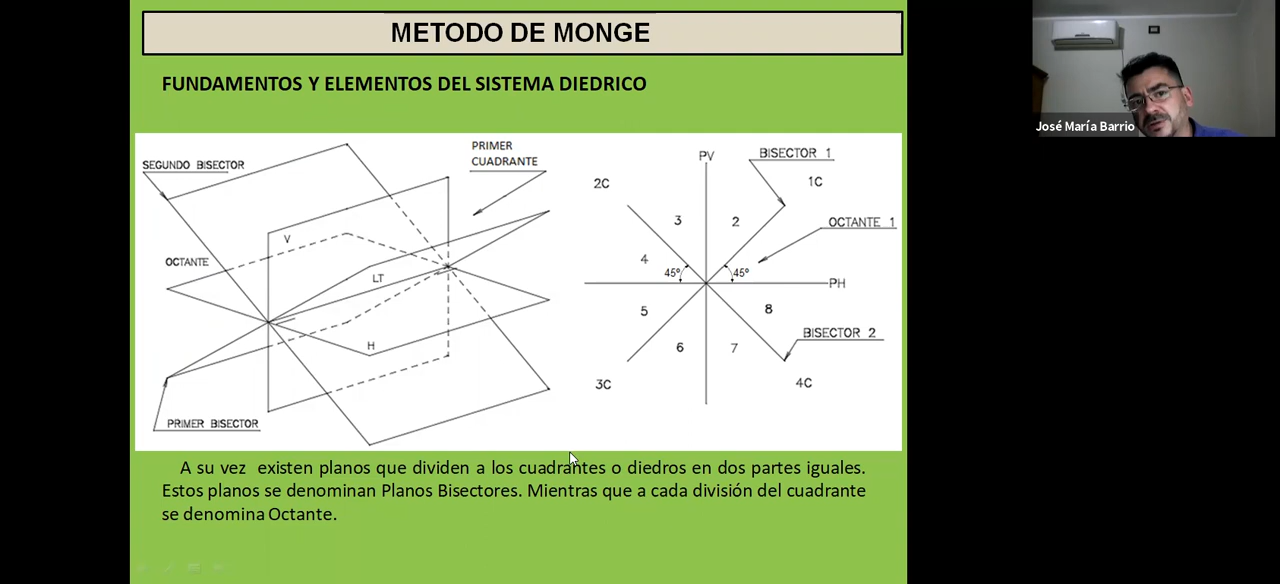 METODO DE MONGE
FUNDAMENTOS Y ELEMENTOS DEL SISTEMA DIEDRICO
José María Barrio
SEGUNDO BISECTOR
PRIMER
CUADRANTE
V
OCTANTE
LT
H
PRIMER BISECTOR
PV
BISECTOR 1
2C
1C
3
2
OCTANTE 1
4
45º
45º
PH
5
8
BISECTOR 2
6
7
3C
4C
A su vez existen planos que dividen a los cuadrantes o diedros en dos partes iguales.
Estos planos se denominan Planos Bisectores. Mientras que a cada división del cuadrante
se denomina Octante.